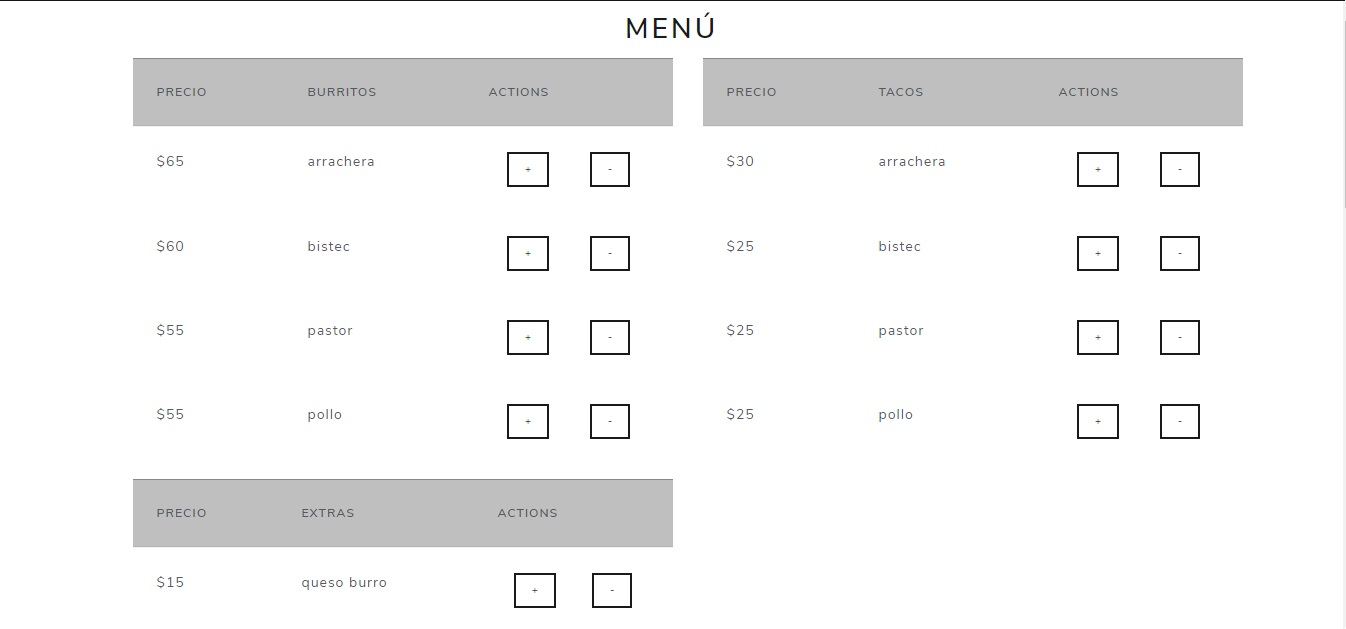 MENÚ
PRECIO BURRITOS ACTIONS
$65 arrachera + -
$60 bistec + -
$55 pastor + -
$55 pollo + -
PRECIO TACOS ACTIONS
$30 arrachera + -
$25 bistec + -
$25 pastor + -
$25 pollo + -
PRECIO EXTRAS ACTIONS
$15 queso burro + -